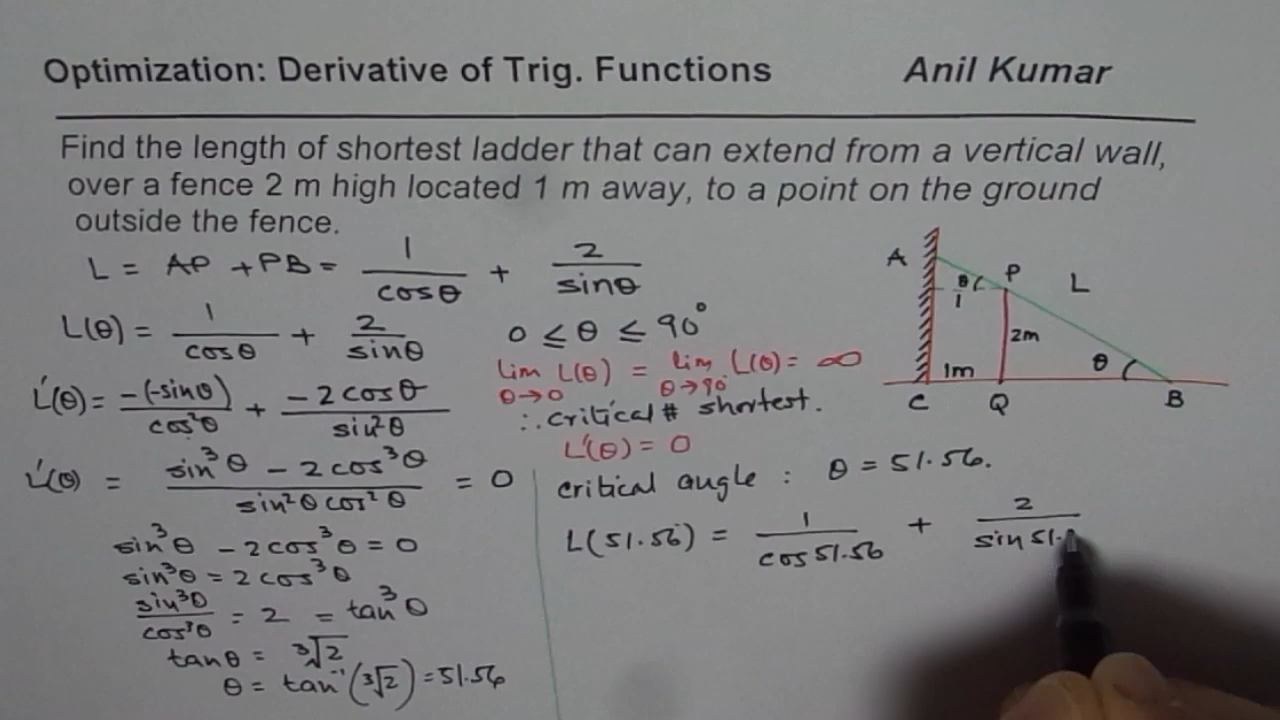 Optimization: Derivative of Trig. Functions Anil Kumar
Find the length of shortest ladder that can extend from a vertical wall,
over a fence 2 m high located 1 m away, to a point on the ground
outside the fence.
L = AP + PB = 1/cosθ + 2/sinθ
L(θ) = 1/cosθ + 2/sinθ 0 ≤ θ ≤ 90°
lim θ→0 L(θ) = lim θ→90° L(θ) = ∞
∴ critical # shortest.
L'(θ) = 0
L'(θ) = -(-sinθ)/cos²θ + -2cosθ/sin²θ
L'(θ) = sin³θ - 2cos³θ/sin²θcos²θ = 0
sin³θ - 2cos³θ = 0
sin³θ = 2cos³θ
sin³θ/cos³θ = 2 = tan³θ
tanθ = ³√2
θ = tan⁻¹(³√2) = 51.56
critical angle : θ = 51.56.
L(51.56) = 1/cos 51.56 + 2/sin 51.
A
θ
P
L
1
2m
1m
θ
C
Q
B